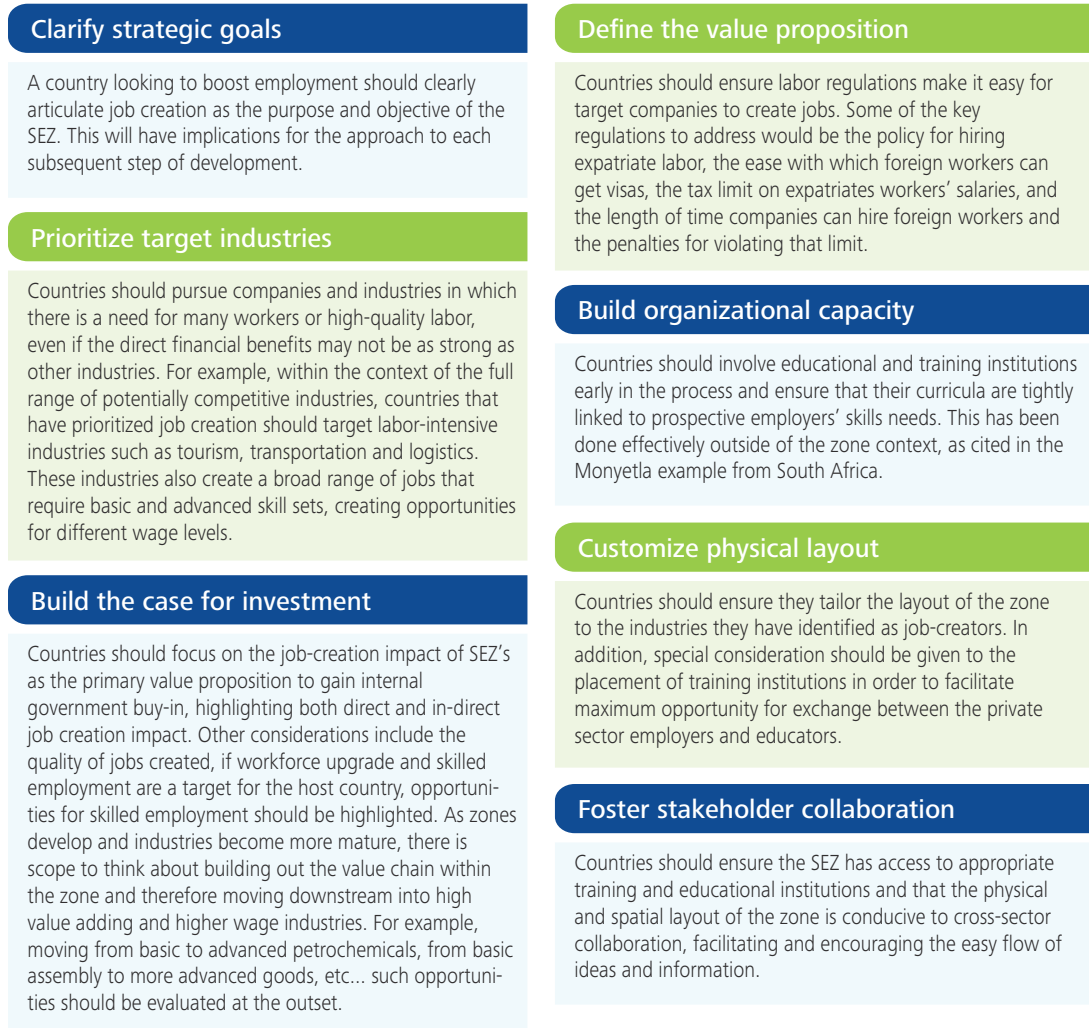 Clarify strategic goals
A country looking to boost employment should clearly
articulate job creation as the purpose and objective of the
SEZ. This will have implications for the approach to each
subsequent step of development.
Prioritize target industries
Countries should pursue companies and industries in which
there is a need for many workers or high-quality labor,
even if the direct financial benefits may not be as strong as
other industries. For example, within the context of the full
range of potentially competitive industries, countries that
have prioritized job creation should target labor-intensive
industries such as tourism, transportation and logistics.
These industries also create a broad range of jobs that
require basic and advanced skill sets, creating opportunities
for different wage levels.
Build the case for investment
Countries should focus on the job-creation impact of SEZ's
as the primary value proposition to gain internal
government buy-in, highlighting both direct and in-direct
job creation impact. Other considerations include the
quality of jobs created, if workforce upgrade and skilled
employment are a target for the host country, opportuni-
ties for skilled employment should be highlighted. As zones
develop and industries become more mature, there is
scope to think about building out the value chain within
the zone and therefore moving downstream into high
value adding and higher wage industries. For example,
moving from basic to advanced petrochemicals, from basic
assembly to more advanced goods, etc... such opportuni-
ties should be evaluated at the outset.
Define the value proposition
Countries should ensure labor regulations make it easy for
target companies to create jobs. Some of the key
regulations to address would be the policy for hiring
expatriate labor, the ease with which foreign workers can
get visas, the tax limit on expatriates workers' salaries, and
the length of time companies can hire foreign workers and
the penalties for violating that limit.
Build organizational capacity
Countries should involve educational and training institutions
early in the process and ensure that their curricula are tightly
linked to prospective employers' skills needs. This has been
done effectively outside of the zone context, as cited in the
Monyetla example from South Africa.
Customize physical layout
Countries should ensure they tailor the layout of the zone
to the industries they have identified as job-creators. In
addition, special consideration should be given to the
placement of training institutions in order to facilitate
maximum opportunity for exchange between the private
sector employers and educators.
Foster stakeholder collaboration
Countries should ensure the SEZ has access to appropriate
training and educational institutions and that the physical
and spatial layout of the zone is conducive to cross-sector
collaboration, facilitating and encouraging the easy flow of
ideas and information.